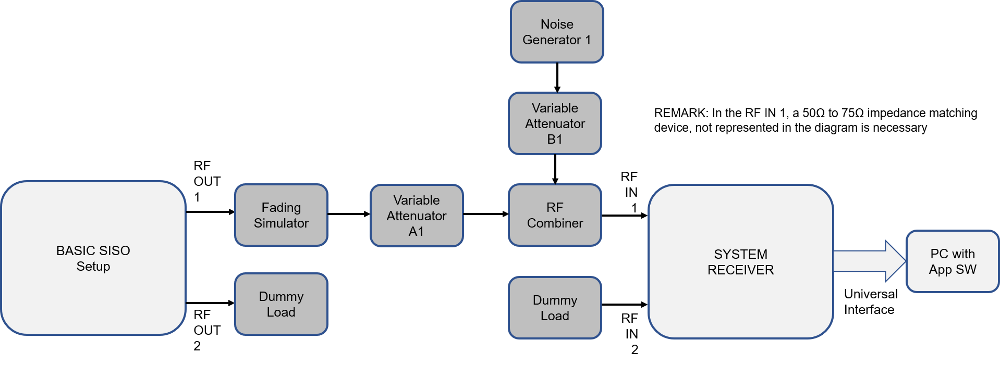 Noise
Generator 1
Variable
Attenuator
B1
REMARK: In the RF IN 1, a 50Ω to 75Ω impedance matching
device, not represented in the diagram is necessary
BASIC SISO
Setup
RF
OUT
1
Fading
Simulator
Variable
Attenuator
A1
RF
Combiner
RF
IN
1
RF
OUT
2
Dummy
Load
Dummy
Load
RF
IN
2
SYSTEM
RECEIVER
Universal
Interface
PC with
App SW